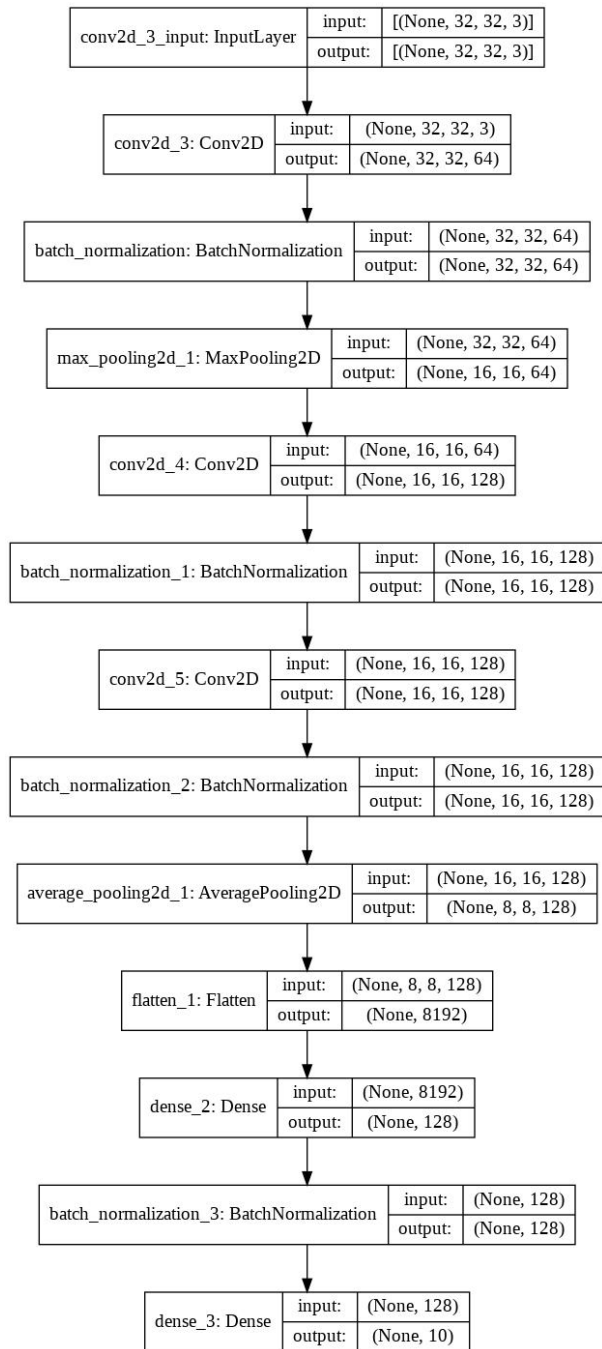 conv2d_3_input: InputLayer
input: [(None, 32, 32, 3)]
output: [(None, 32, 32, 3)]
conv2d_3: Conv2D
input: (None, 32, 32, 3)
output: (None, 32, 32, 64)
batch_normalization: BatchNormalization
input: (None, 32, 32, 64)
output: (None, 32, 32, 64)
max_pooling2d_1: MaxPooling2D
input: (None, 32, 32, 64)
output: (None, 16, 16, 64)
conv2d_4: Conv2D
input: (None, 16, 16, 64)
output: (None, 16, 16, 128)
batch_normalization_1: BatchNormalization
input: (None, 16, 16, 128)
output: (None, 16, 16, 128)
conv2d_5: Conv2D
input: (None, 16, 16, 128)
output: (None, 16, 16, 128)
batch_normalization_2: BatchNormalization
input: (None, 16, 16, 128)
output: (None, 16, 16, 128)
average_pooling2d_1: AveragePooling2D
input: (None, 16, 16, 128)
output: (None, 8, 8, 128)
flatten_1: Flatten
input: (None, 8, 8, 128)
output: (None, 8192)
dense_2: Dense
input: (None, 8192)
output: (None, 128)
batch_normalization_3: BatchNormalization
input: (None, 128)
output: (None, 128)
dense_3: Dense
input: (None, 128)
output: (None, 10)